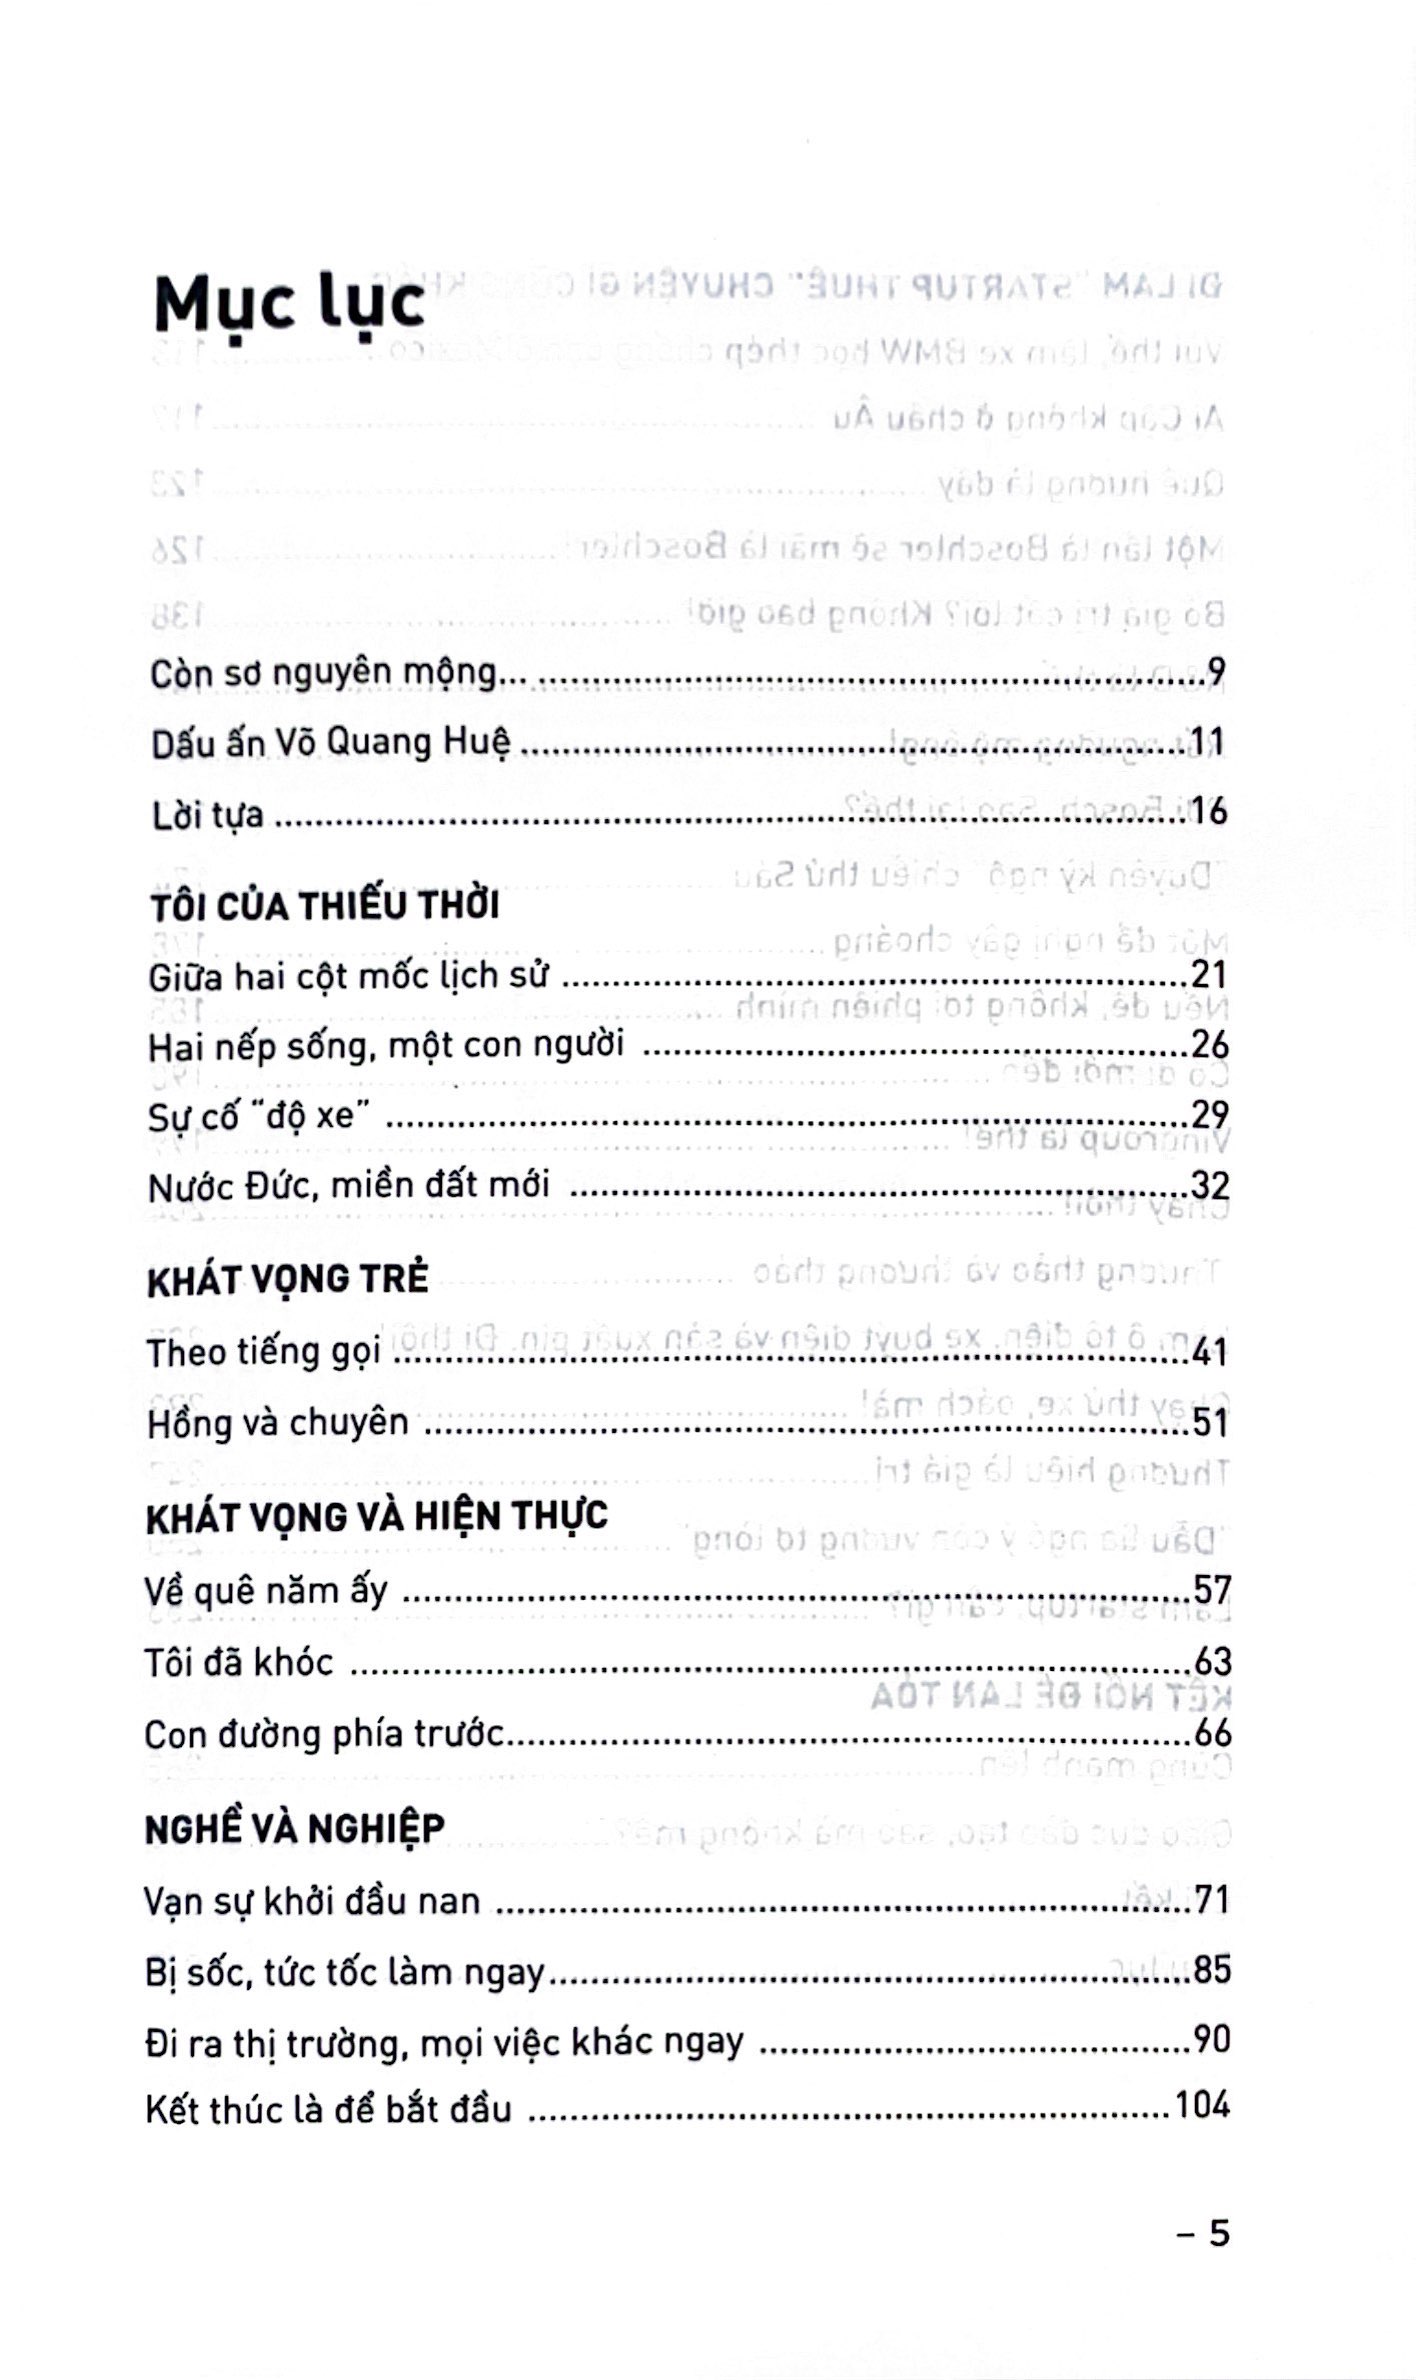 Mục lục
Còn sơ nguyên mộng... ..........9
Dấu ấn Võ Quang Huệ ..........11
Lời tựa ..........16
TÔI CỦA THIẾU THỜI
Giữa hai cột mốc lịch sử ..........21
Hai nếp sống, một con người ..........26
Sự cố "độ xe" ..........29
Nước Đức, miền đất mới ..........32
KHÁT VỌNG TRẺ
Theo tiếng gọi ..........41
Hồng và chuyên ..........51
KHÁT VỌNG VÀ HIỆN THỰC
Về quê năm ấy ..........57
Tôi đã khóc ..........63
Con đường phía trước..........66
NGHỀ VÀ NGHIỆP
Vạn sự khởi đầu nan ..........71
Bị sốc, tức tốc làm ngay..........85
Đi ra thị trường, mọi việc khác ngay ..........90
Kết thúc là để bắt đầu ..........104
– 5